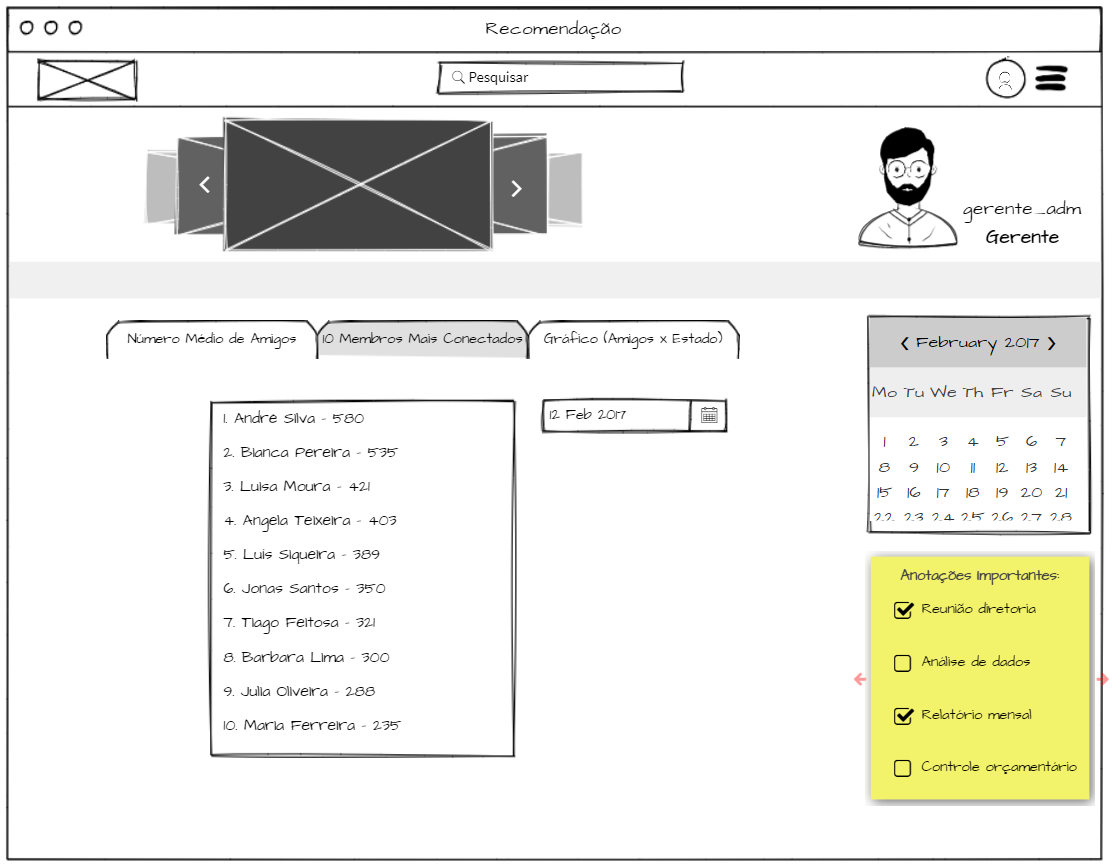 Recomendação
Pesquisar
gerente_adm
Gerente
Número Médio de Amigos
10 Membros Mais Conectados
Gráfico (Amigos x Estado)
1. André Silva - 580
2. Bianca Pereira - 535
3. Luisa Moura - 421
4. Angela Teixeira - 403
5. Luis Siqueira - 389
6. Jonas Santos - 350
7. Tiago Feitosa - 321
8. Barbara Lima - 300
9. Julia Oliveira - 288
10. Maria Ferreira - 235
12 Feb 2017
February 2017
Mo Tu We Th Fr Sa Su
1 2 3 4 5 6 7
8 9 10 11 12 13 14
15 16 17 18 19 20 21
22 23 24 25 26 27 28
Anotações Importantes:
Reunião diretoria
Análise de dados
Relatório mensal
Controle orçamentário